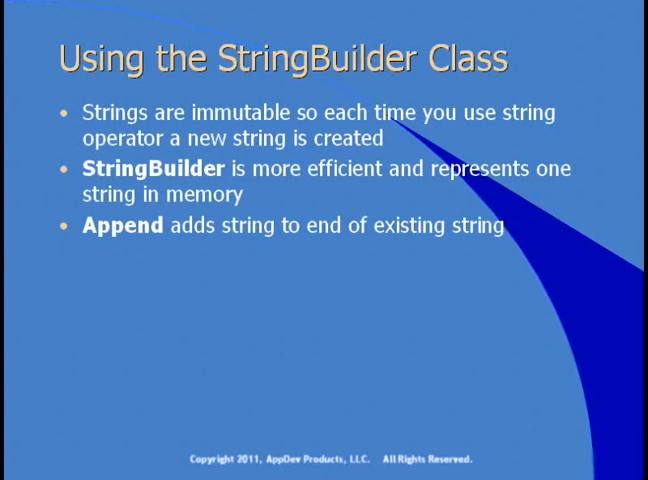 Using the StringBuilder Class
• Strings are immutable so each time you use string
operator a new string is created
• StringBuilder is more efficient and represents one
string in memory
• Append adds string to end of existing string
Copyright 2011, AppDev Products, LLC. All Rights Reserved.